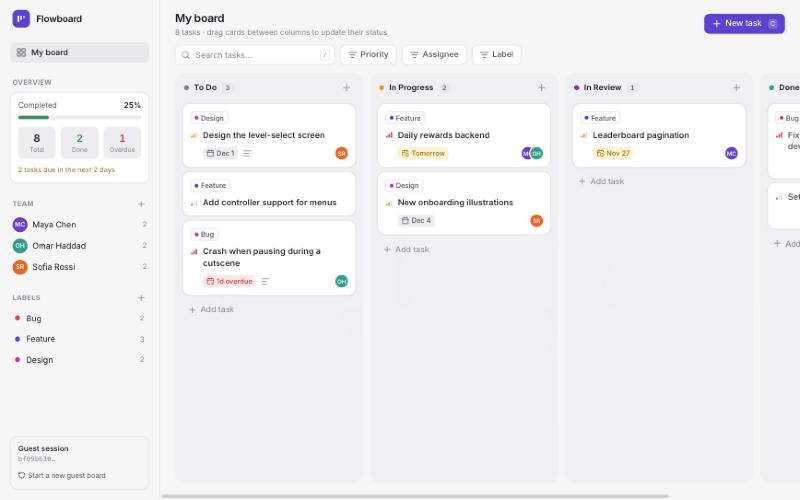 Flowboard
My board
OVERVIEW
Completed 25%
8 2 1
Total Done Overdue
2 tasks due in the next 2 days
TEAM
MC Maya Chen 2
OH Omar Haddad 2
SR Sofia Rossi 2
LABELS
Bug 2
Feature 3
Design 2
Guest session
Start a new guest board
My board
8 tasks · drag cards between columns to update their status
New task C
Search tasks... /
Priority
Assignee
Label
To Do 3
Design
Design the level-select screen
Dec 1 SR
Feature
Add controller support for menus
Bug
Crash when pausing during a
cutscene
1d overdue OH
Add task
In Progress 2
Feature
Daily rewards backend
Tomorrow OH
Design
New onboarding illustrations
Dec 4 SR
Add task
In Review 1
Feature
Leaderboard pagination
Nov 27 MC
Add task
Done
Bug